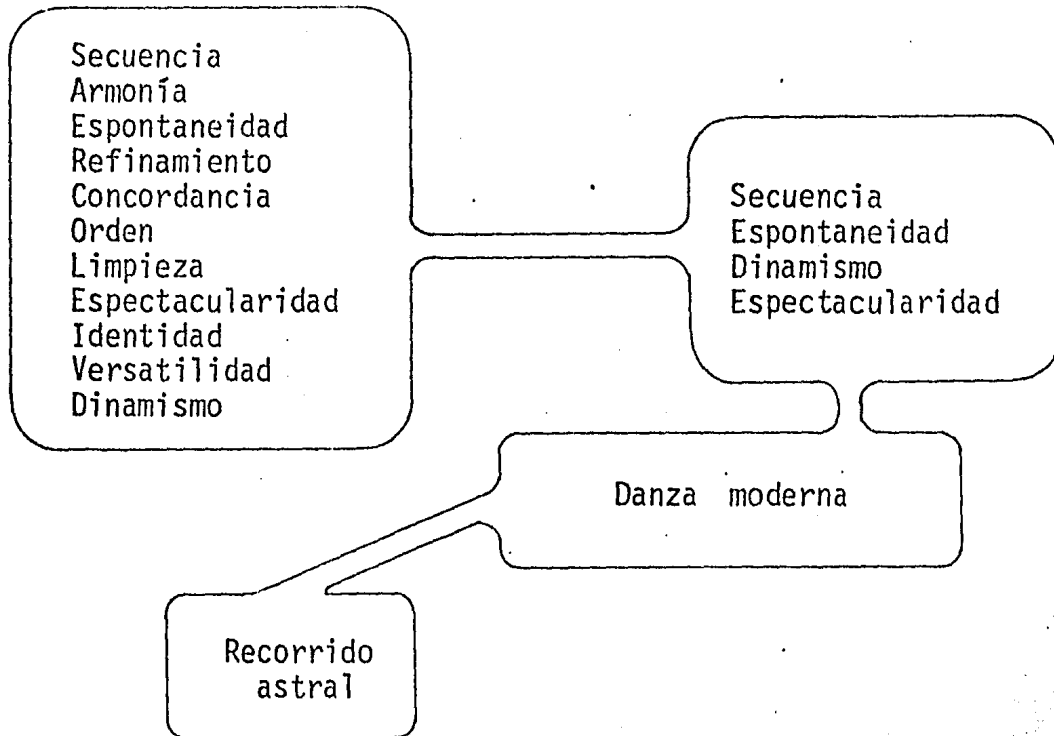 Secuencia
Armonía
Espontaneidad
Refinamiento
Concordancia
Orden
Limpieza
Espectacularidad
Identidad
Versatilidad
Dinamismo
Secuencia
Espontaneidad
Dinamismo
Espectacularidad
Danza moderna
Recorrido
astral